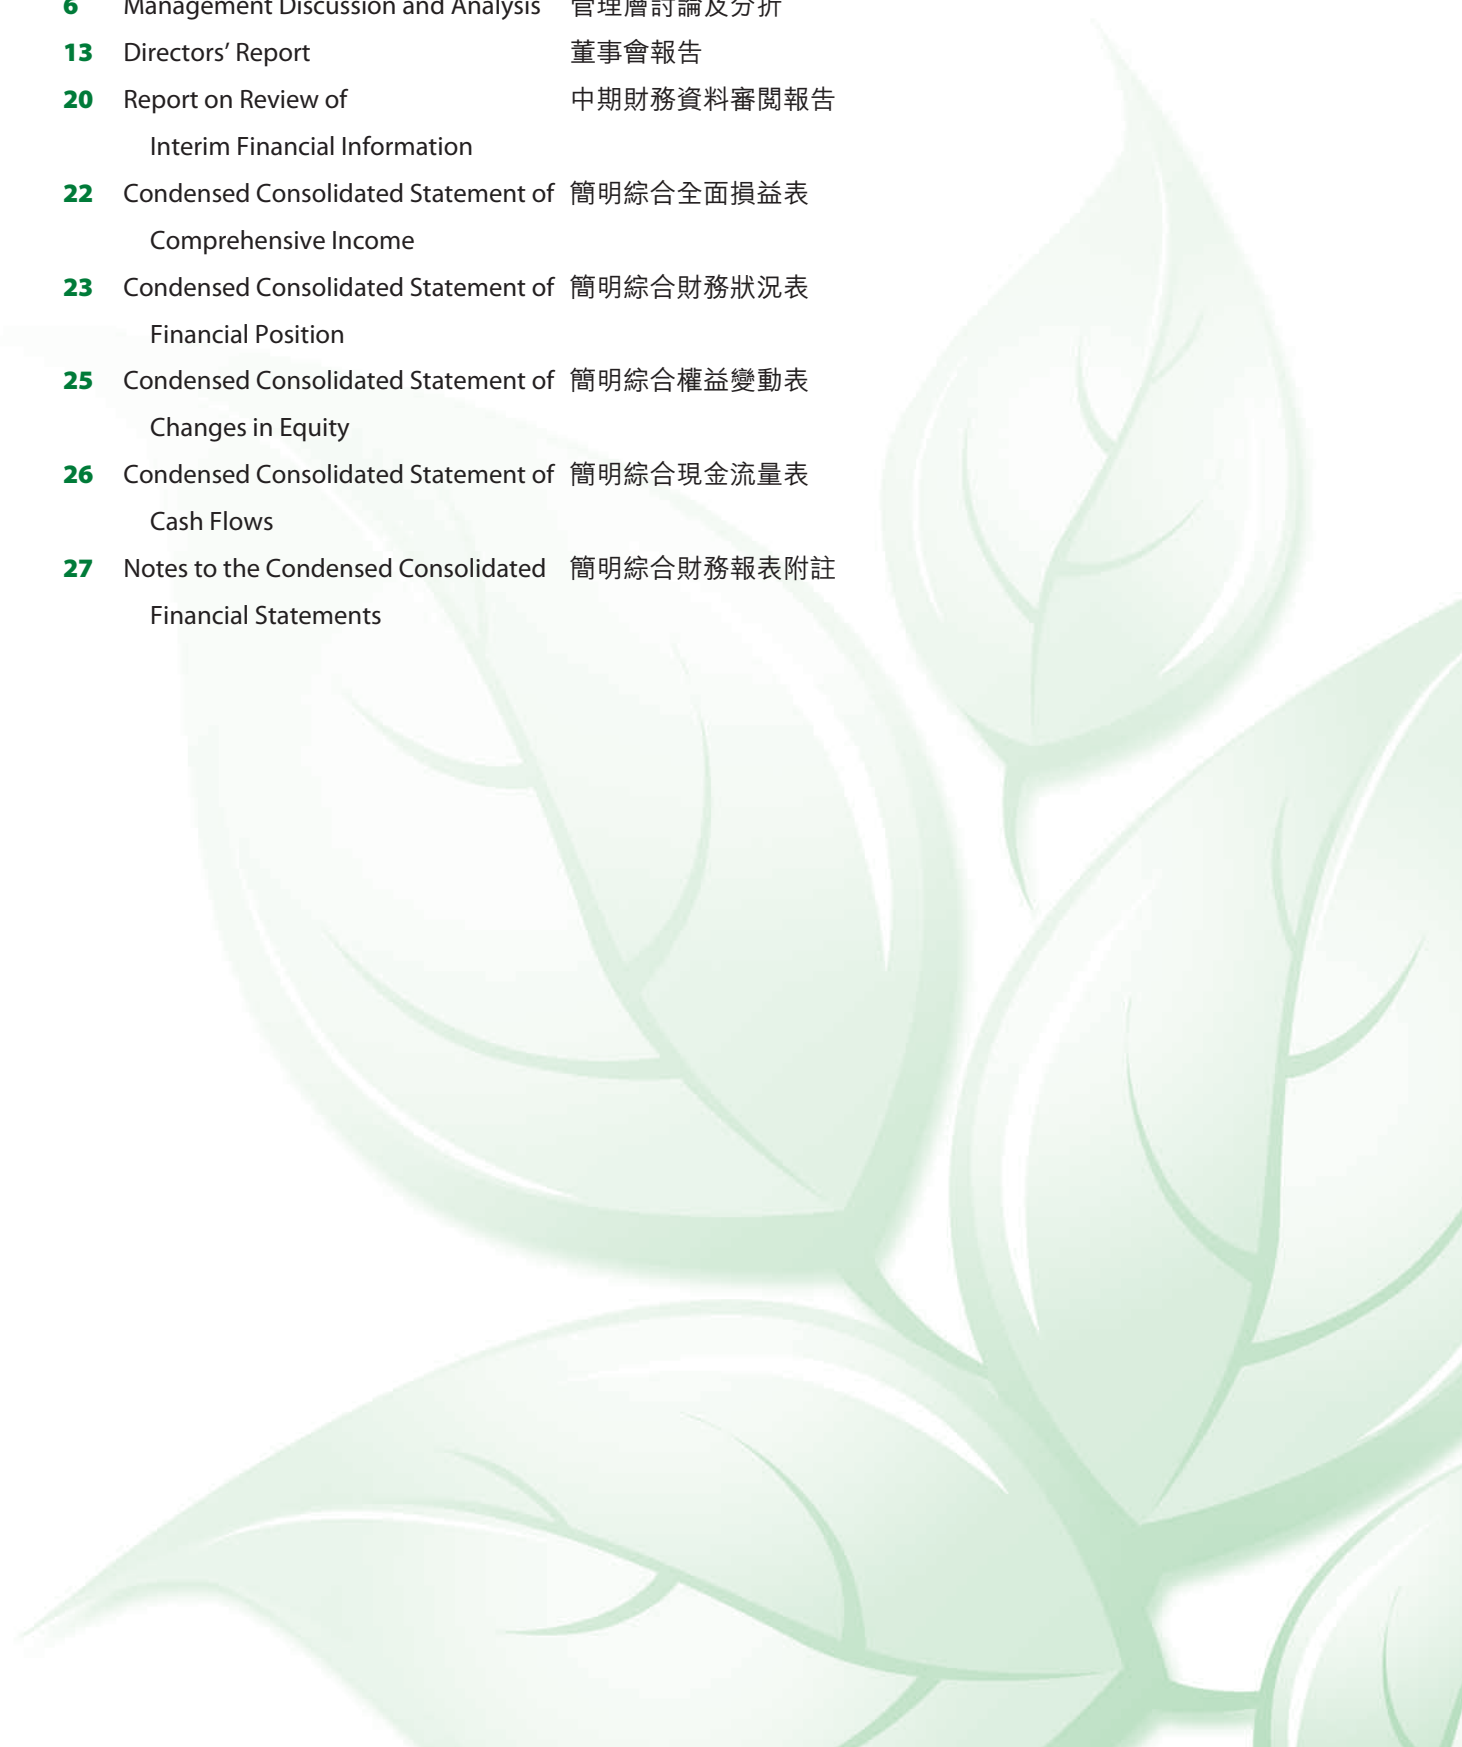 6 Management Discussion and Analysis 管理層討論及分折
13 Directors’ Report 董事會報告
20 Report on Review of 中期財務資料審閱報告
Interim Financial Information
22 Condensed Consolidated Statement of 簡明綜合全面損益表
Comprehensive Income
23 Condensed Consolidated Statement of 簡明綜合財務狀況表
Financial Position
25 Condensed Consolidated Statement of 簡明綜合權益變動表
Changes in Equity
26 Condensed Consolidated Statement of 簡明綜合現金流量表
Cash Flows
27 Notes to the Condensed Consolidated 簡明綜合財務報表附註
Financial Statements